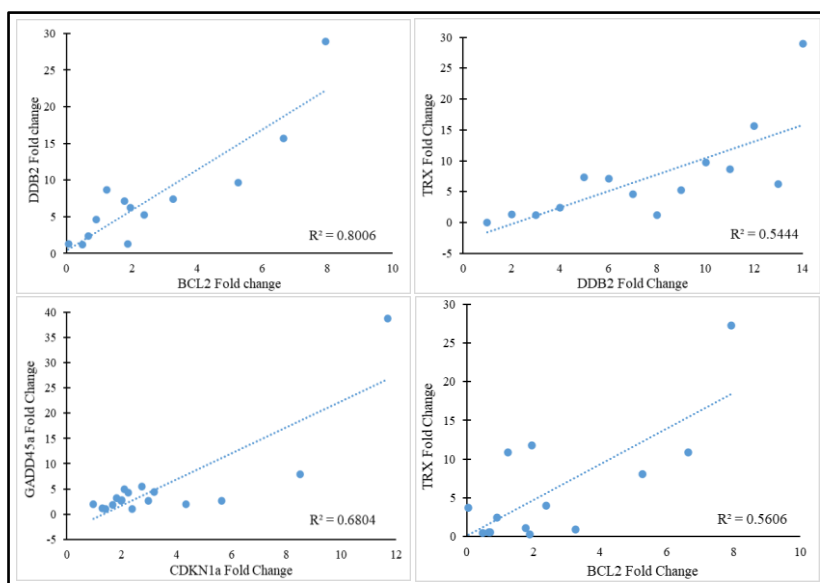 30
25
20
15
10
5
0
DDB2 Fold change
R² = 0.8006
0 2 4 6 8 10
BCL2 Fold change
30
25
20
15
10
5
0
-5
TRX Fold Change
R² = 0.5444
0 2 4 6 8 10 12 14
DDB2 Fold Change
40
35
30
25
20
15
10
5
0
-5
GADD45a Fold Change
R² = 0.6804
0 2 4 6 8 10 12
CDKN1a Fold Change
30
25
20
15
10
5
0
TRX Fold Change
R² = 0.5606
0 2 4 6 8 10
BCL2 Fold Change